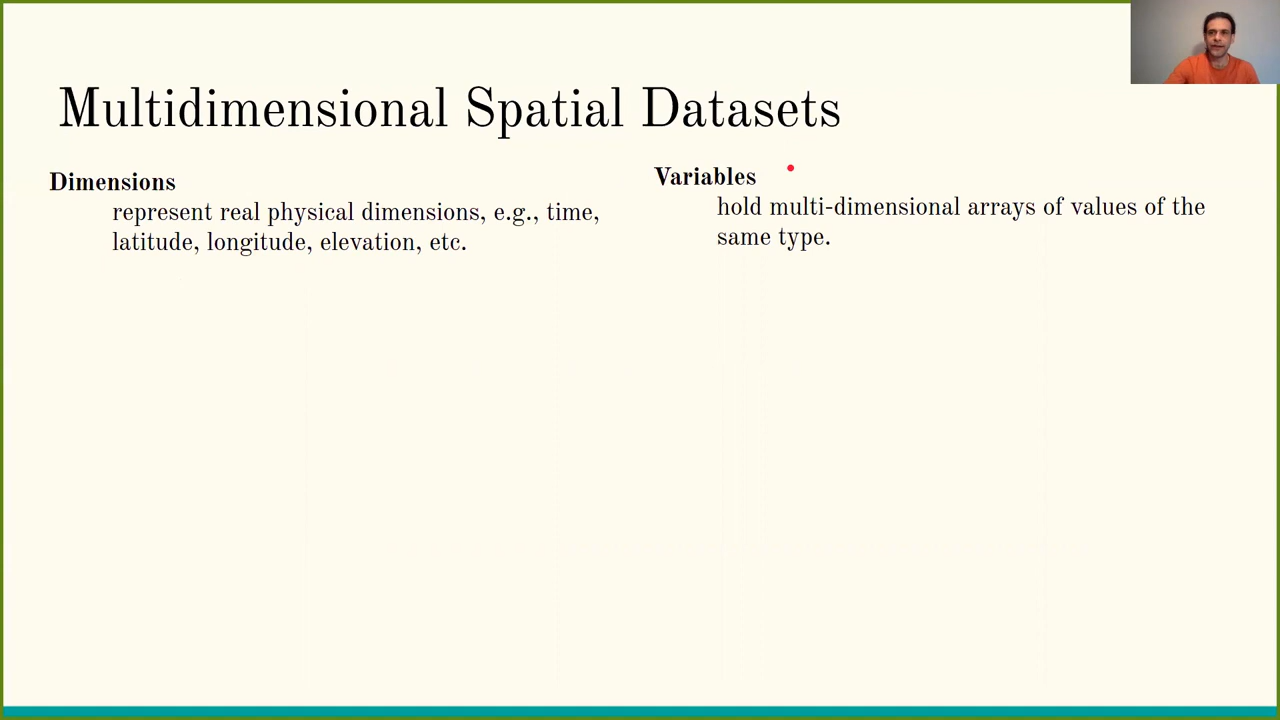 Multidimensional Spatial Datasets
Dimensions
represent real physical dimensions, e.g., time,
latitude, longitude, elevation, etc.
Variables
hold multi-dimensional arrays of values of the
same type.